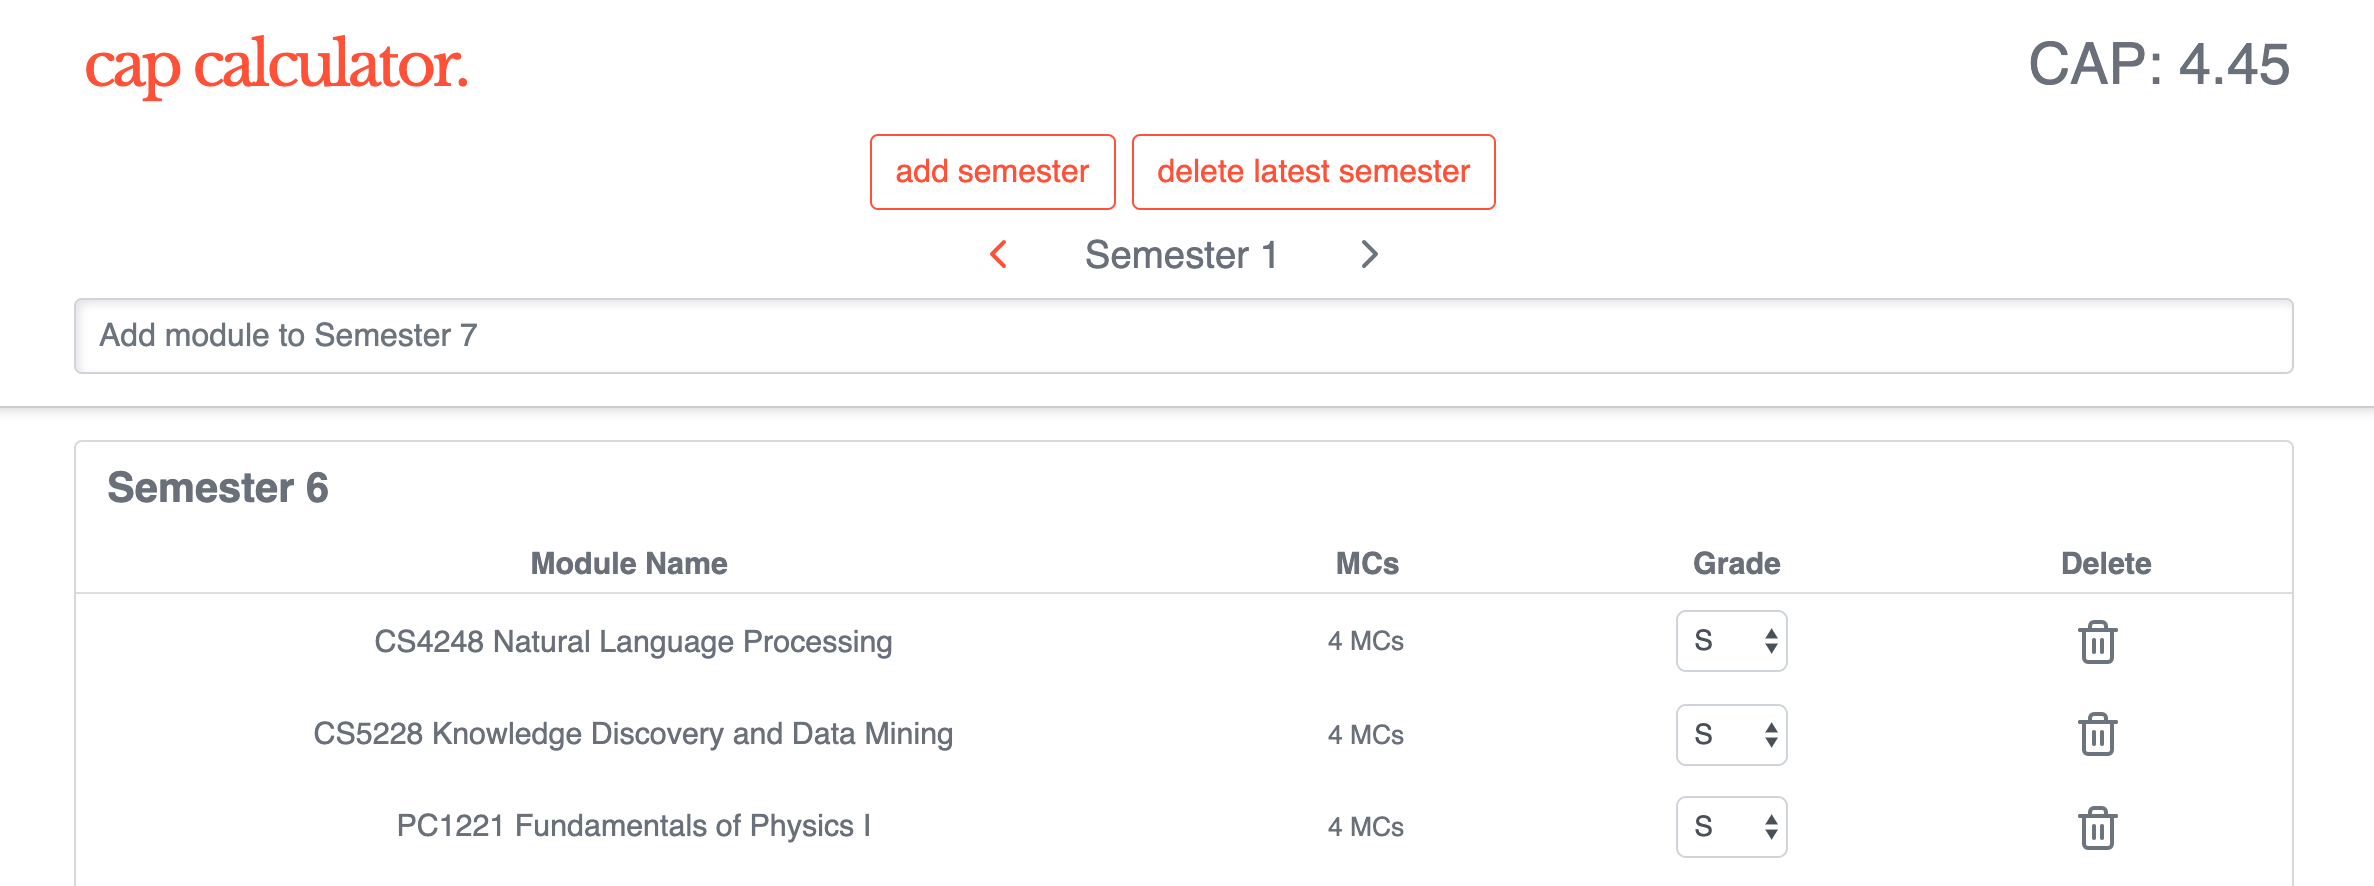 cap calculator.
CAP: 4.45
add semester
delete latest semester
Semester 1
Add module to Semester 7
Semester 6
Module Name MCs Grade Delete
CS4248 Natural Language Processing 4 MCs S
CS5228 Knowledge Discovery and Data Mining 4 MCs S
PC1221 Fundamentals of Physics I 4 MCs S